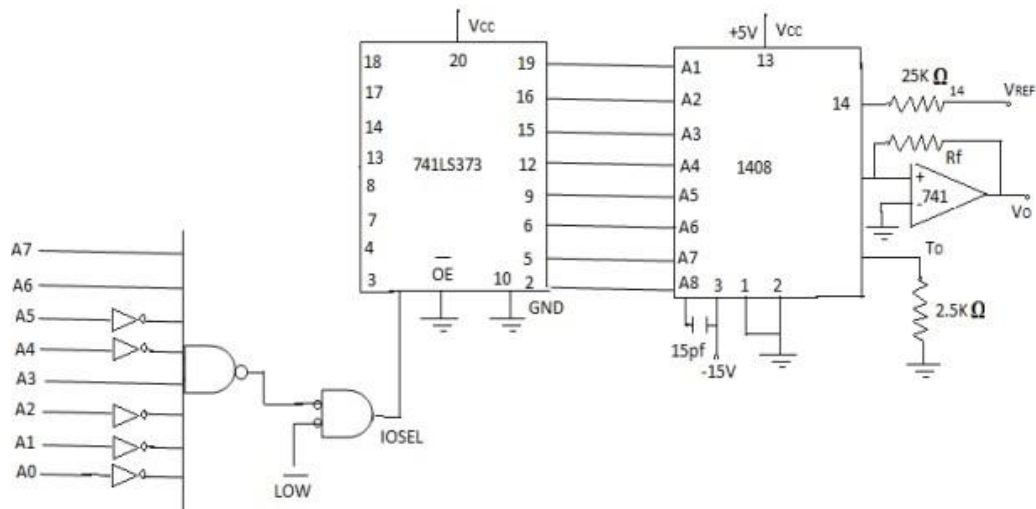 Vcc
18
20
19
17
16
14
15
13
741LS373
12
8
9
7
6
4
OE
5
3
10
2
GND
+5V Vcc
13
A1
A2
A3
A4
A5
A6
A7
A8
1408
14
3
1
2
15pf
-15V
25K Ω
14
VREF
Rf
+
-
741
Vo
To
2.5K Ω
A7
A6
A5
A4
A3
A2
A1
A0
LOW
IOSEL